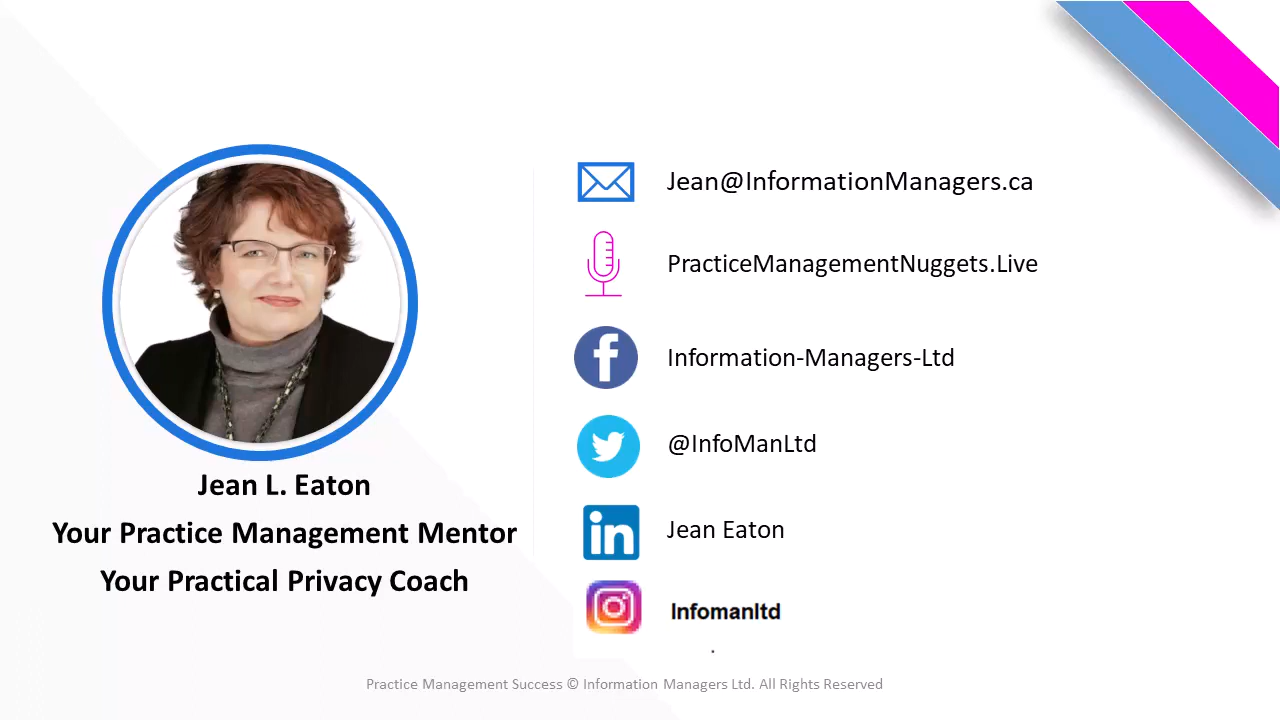 Jean L. Eaton
Your Practice Management Mentor
Your Practical Privacy Coach
Jean@InformationManagers.ca
PracticeManagementNuggets.Live
f
Information-Managers-Ltd
@InfoManLtd
in
Jean Eaton
Infomanltd
.
Practice Management Success © Information Managers Ltd. All Rights Reserved